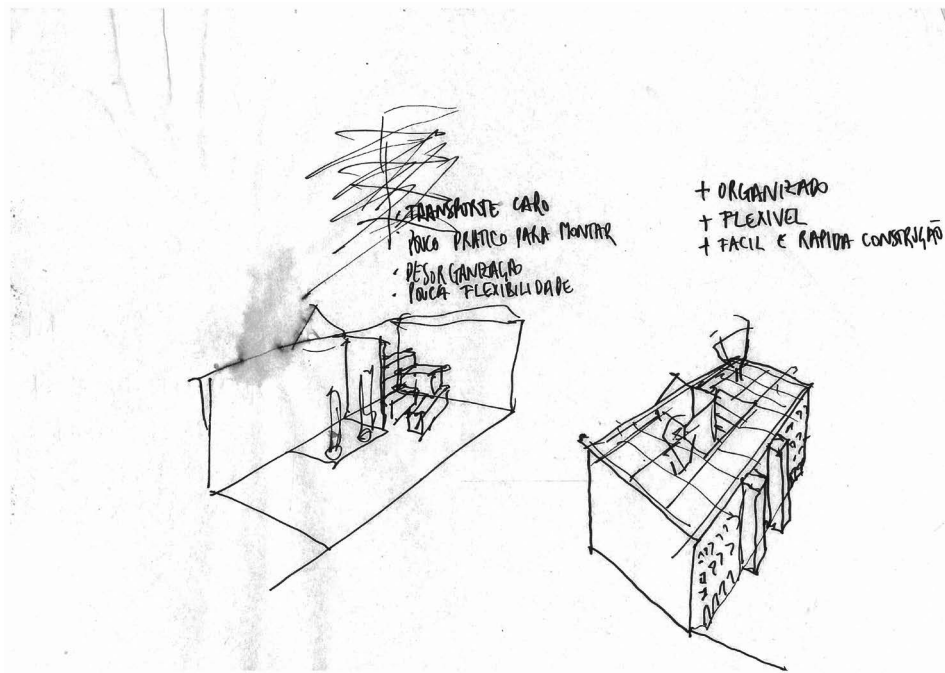 · TRANSPORTE CARO
· POUCO PRATICO PARA MONTAR
· DESORGANIZAÇÃO
· POUCA FLEXIBILIDADE
+ ORGANIZADO
+ FLEXIVEL
+ FACIL E RAPIDA CONSTRUÇÃO